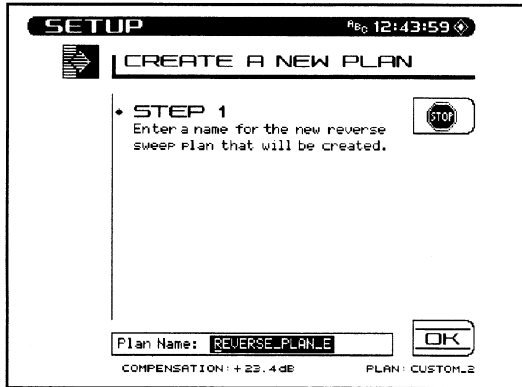 SETUP ABC 12:43:59
CREATE A NEW PLAN
STEP 1
Enter a name for the new reverse
sweep plan that will be created.
STOP
Plan Name: REVERSE_PLAN_E
OK
COMPENSATION: +23.4dB PLAN: CUSTOM_2